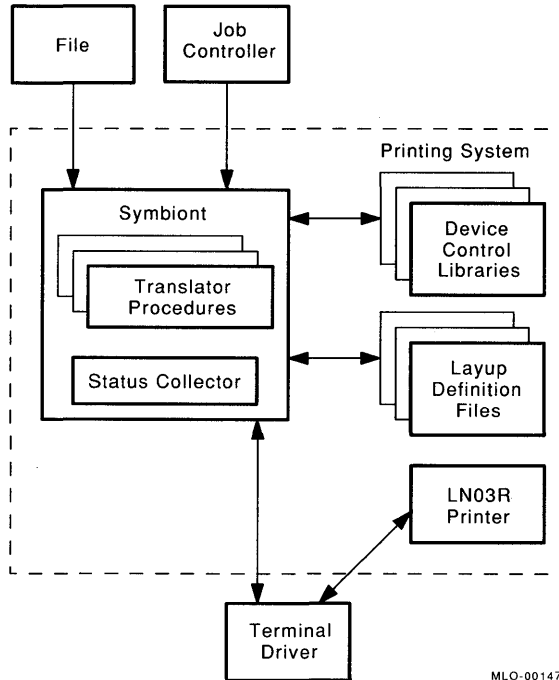 File
Job
Controller
Printing System
Symbiont
Translator
Procedures
Status Collector
Device
Control
Libraries
Layup
Definition
Files
LN03R
Printer
Terminal
Driver
MLO-00147